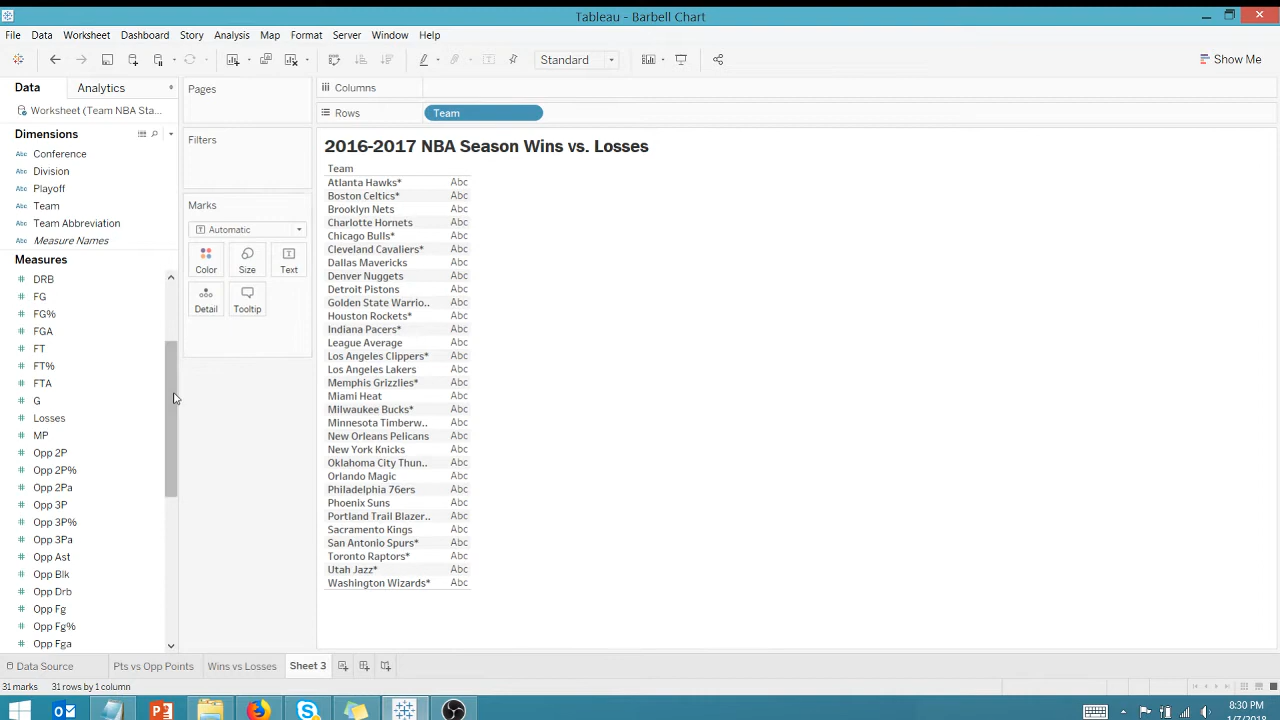 Tableau - Barbell Chart
File Data Worksheet Dashboard Story Analysis Map Format Server Window Help
Standard
Show Me
Data Analytics
Pages
Columns
Worksheet (Team NBA Sta...
Rows Team
Dimensions
Filters
2016-2017 NBA Season Wins vs. Losses
Abc Conference
Abc Division
Abc Playoff
Abc Team
Abc Team Abbreviation
Abc Measure Names
Measures
DRB
FG
FG%
FGA
FT
FT%
FTA
G
Losses
MP
Opp 2P
Opp 2P%
Opp 2Pa
Opp 3P
Opp 3P%
Opp 3Pa
Opp Ast
Opp Blk
Opp Drb
Opp Fg
Opp Fg%
Opp Fga
Marks
Automatic
Color Size Text
Detail Tooltip
Team
Atlanta Hawks* Abc
Boston Celtics* Abc
Brooklyn Nets Abc
Charlotte Hornets Abc
Chicago Bulls* Abc
Cleveland Cavaliers* Abc
Dallas Mavericks Abc
Denver Nuggets Abc
Detroit Pistons Abc
Golden State Warrio.. Abc
Houston Rockets* Abc
Indiana Pacers* Abc
League Average Abc
Los Angeles Clippers* Abc
Los Angeles Lakers Abc
Memphis Grizzlies* Abc
Miami Heat Abc
Milwaukee Bucks* Abc
Minnesota Timberw.. Abc
New Orleans Pelicans Abc
New York Knicks Abc
Oklahoma City Thun.. Abc
Orlando Magic Abc
Philadelphia 76ers Abc
Phoenix Suns Abc
Portland Trail Blazer.. Abc
Sacramento Kings Abc
San Antonio Spurs* Abc
Toronto Raptors* Abc
Utah Jazz* Abc
Washington Wizards* Abc
Data Source Pts vs Opp Points Wins vs Losses Sheet 3
31 marks 31 rows by 1 column
8:30 PM
1/7/2018